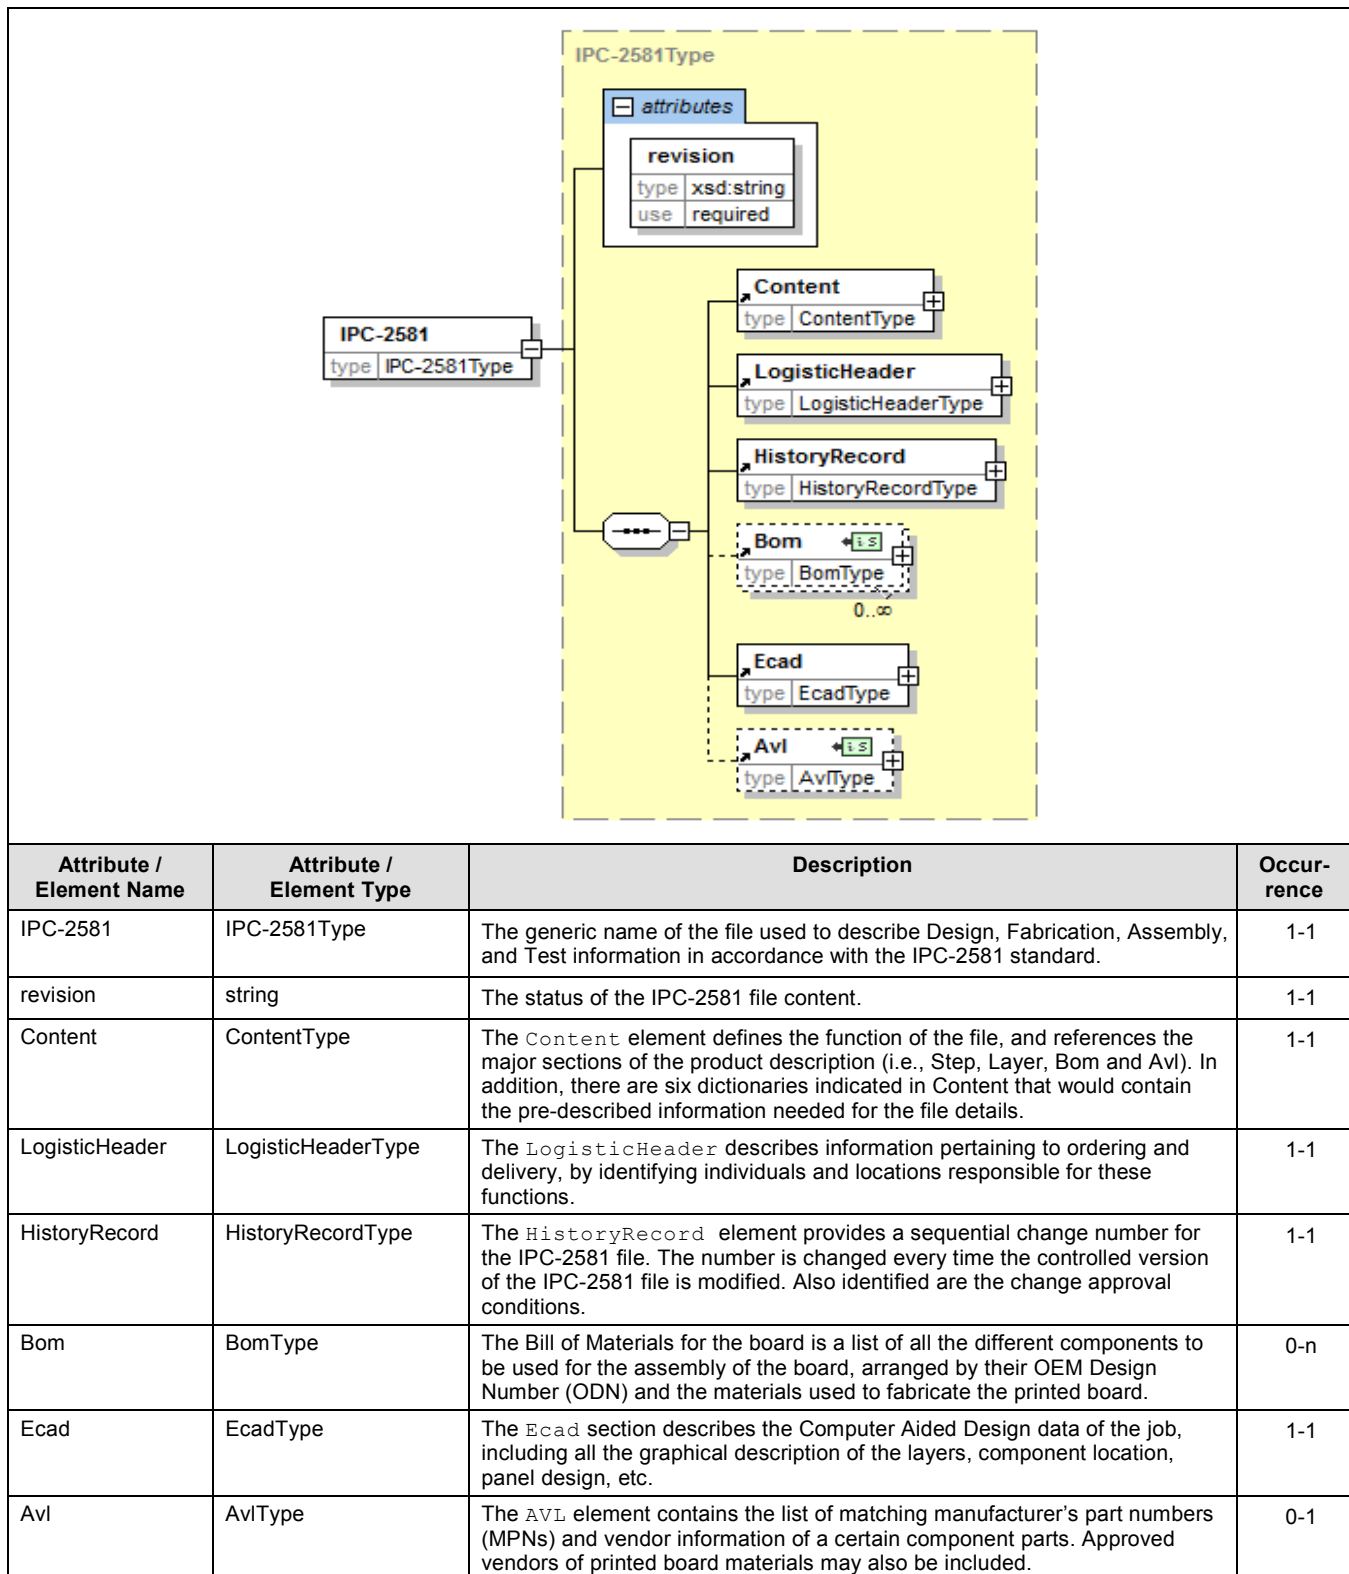 IPC-2581Type
attributes
revision
type xsd:string
use required
Content
type ContentType
IPC-2581
type IPC-2581Type
LogisticHeader
type LogisticHeaderType
HistoryRecord
type HistoryRecordType
Bom is
type BomType
0..∞
Ecad
type EcadType
Avl is
type AvlType
Attribute / Attribute / Description Occur-
Element Name Element Type rence
IPC-2581 IPC-2581Type The generic name of the file used to describe Design, Fabrication, Assembly, 1-1
and Test information in accordance with the IPC-2581 standard.
revision string The status of the IPC-2581 file content. 1-1
Content ContentType The Content element defines the function of the file, and references the 1-1
major sections of the product description (i.e., Step, Layer, Bom and Avl). In
addition, there are six dictionaries indicated in Content that would contain
the pre-described information needed for the file details.
LogisticHeader LogisticHeaderType The LogisticHeader describes information pertaining to ordering and 1-1
delivery, by identifying individuals and locations responsible for these
functions.
HistoryRecord HistoryRecordType The HistoryRecord element provides a sequential change number for 1-1
the IPC-2581 file. The number is changed every time the controlled version
of the IPC-2581 file is modified. Also identified are the change approval
conditions.
Bom BomType The Bill of Materials for the board is a list of all the different components to 0-n
be used for the assembly of the board, arranged by their OEM Design
Number (ODN) and the materials used to fabricate the printed board.
Ecad EcadType The Ecad section describes the Computer Aided Design data of the job, 1-1
including all the graphical description of the layers, component location,
panel design, etc.
Avl AvlType The AVL element contains the list of matching manufacturer's part numbers 0-1
(MPNs) and vendor information of a certain component parts. Approved
vendors of printed board materials may also be included.